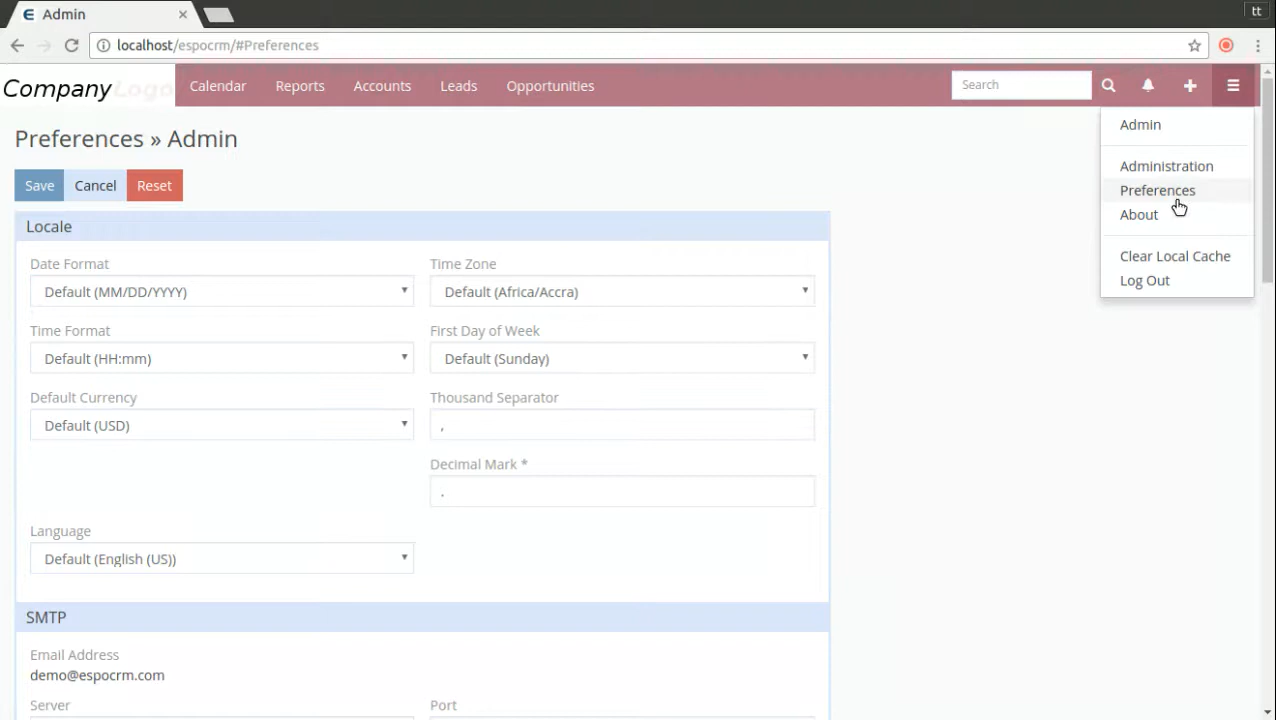 Admin
tt
localhost/espocrm/#Preferences
Company Logo
Calendar Reports Accounts Leads Opportunities
Search
Admin
Administration
Preferences
About
Clear Local Cache
Log Out
Preferences » Admin
Save Cancel Reset
Locale
Date Format Time Zone
Default (MM/DD/YYYY) Default (Africa/Accra)
Time Format First Day of Week
Default (HH:mm) Default (Sunday)
Default Currency Thousand Separator
Default (USD) ,
Decimal Mark *
.
Language
Default (English (US))
SMTP
Email Address
demo@espocrm.com
Server Port